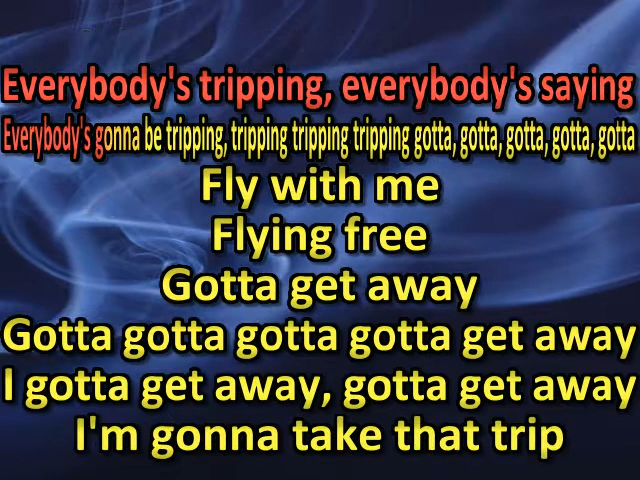 Everybody's tripping, everybody's saying
Everybody's gonna be tripping, tripping tripping tripping gotta, gotta, gotta, gotta, gotta
Fly with me
Flying free
Gotta get away
Gotta gotta gotta gotta get away
I gotta get away, gotta get away
I'm gonna take that trip